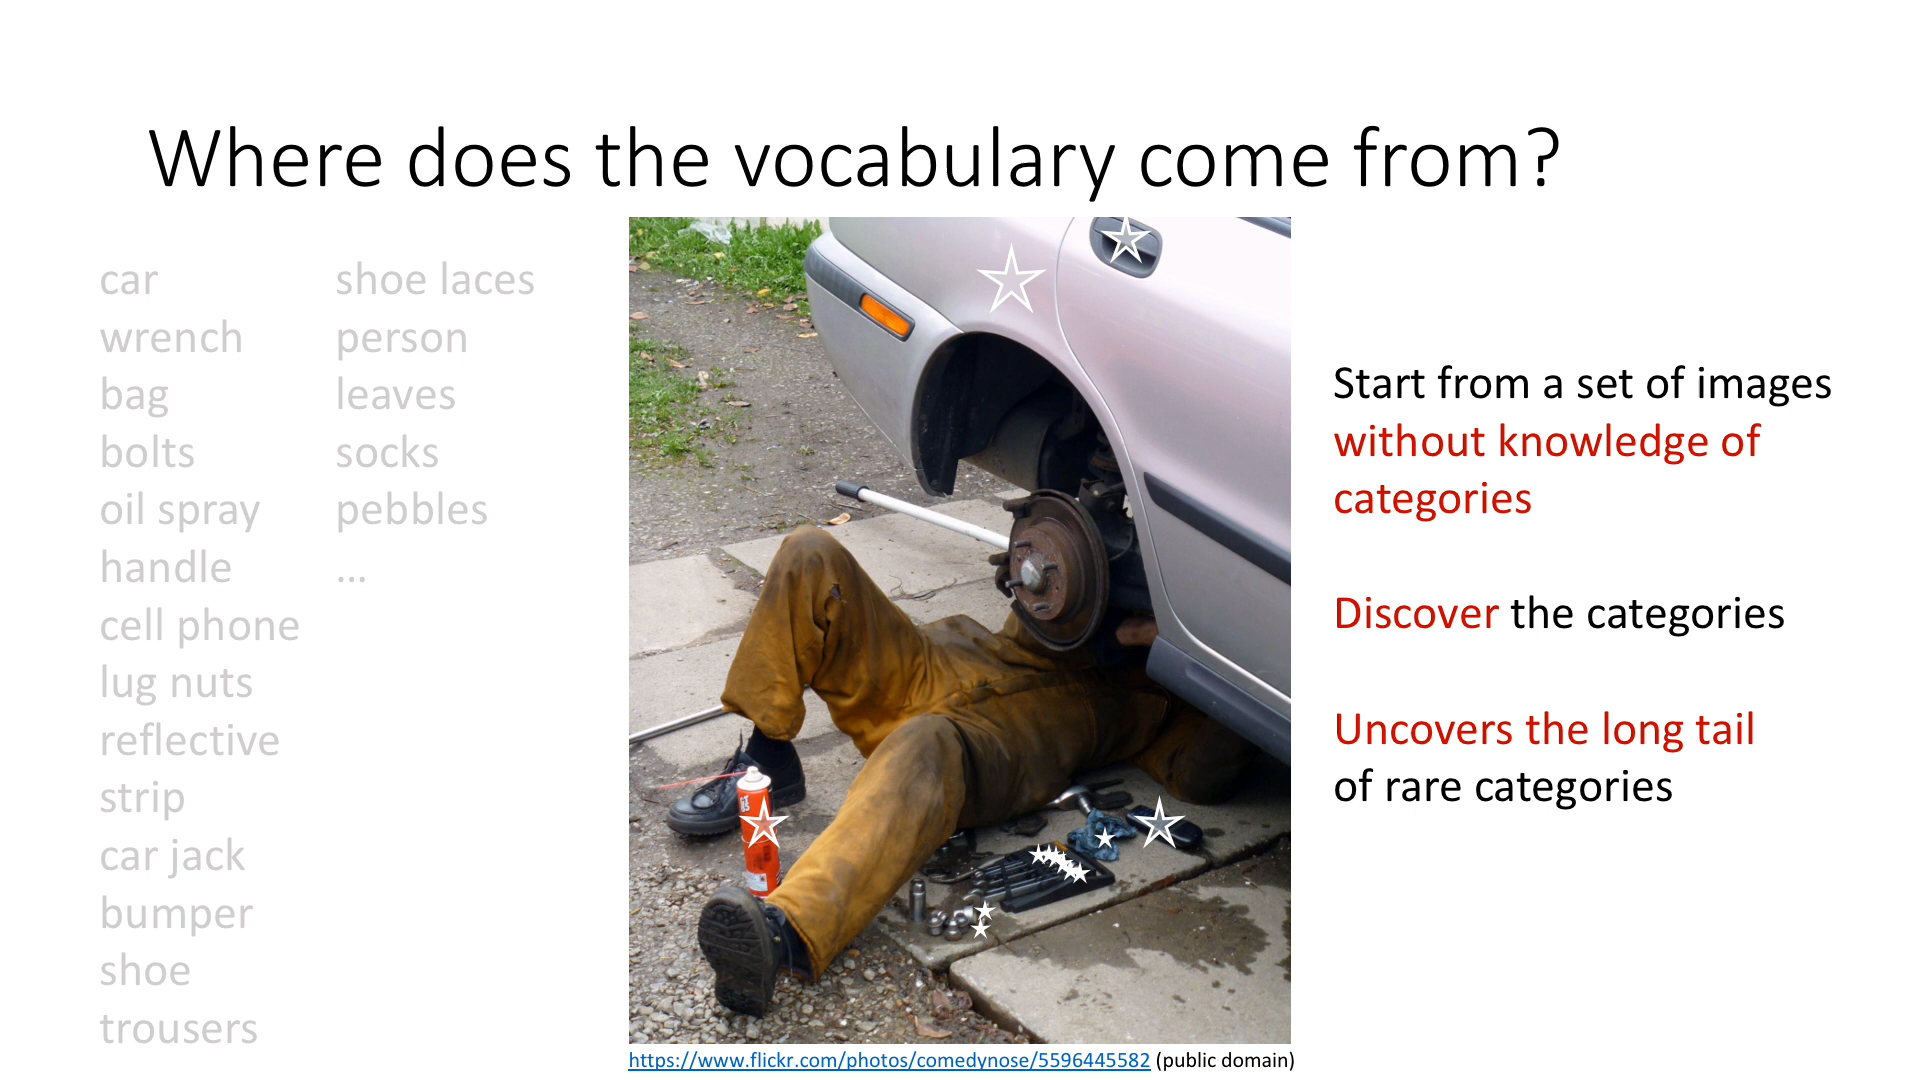 Where does the vocabulary come from?
car
wrench
bag
bolts
oil spray
handle
cell phone
lug nuts
reflective
strip
car jack
bumper
shoe
trousers
shoe laces
person
leaves
socks
pebbles
...
Start from a set of images
without knowledge of
categories
Discover the categories
Uncovers the long tail
of rare categories
https://www.flickr.com/photos/comedynose/5596445582 (public domain)